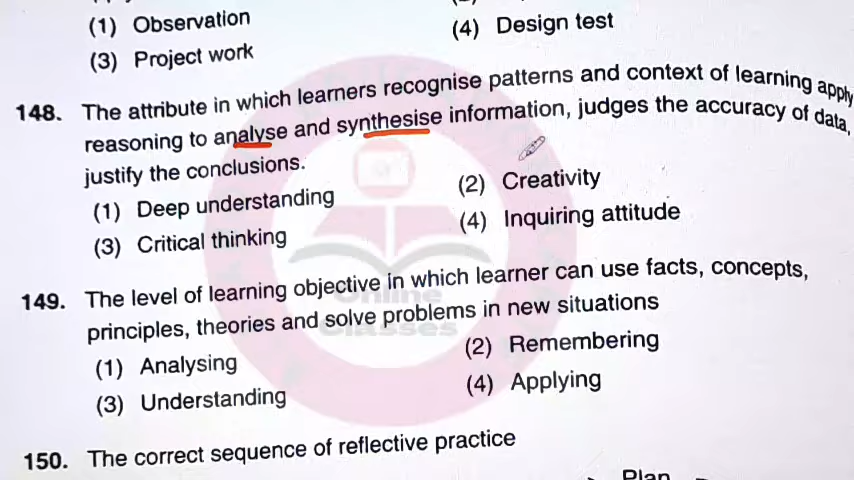 (1) Observation
(4) Design test
(3) Project work
148. The attribute in which learners recognise patterns and context of learning apply
reasoning to analyse and synthesise information, judges the accuracy of data,
justify the conclusions.
(1) Deep understanding
(2) Creativity
(3) Critical thinking
(4) Inquiring attitude
149. The level of learning objective in which learner can use facts, concepts,
principles, theories and solve problems in new situations
(1) Analysing
(2) Remembering
(3) Understanding
(4) Applying
150. The correct sequence of reflective practice
Plan
Online
Classes